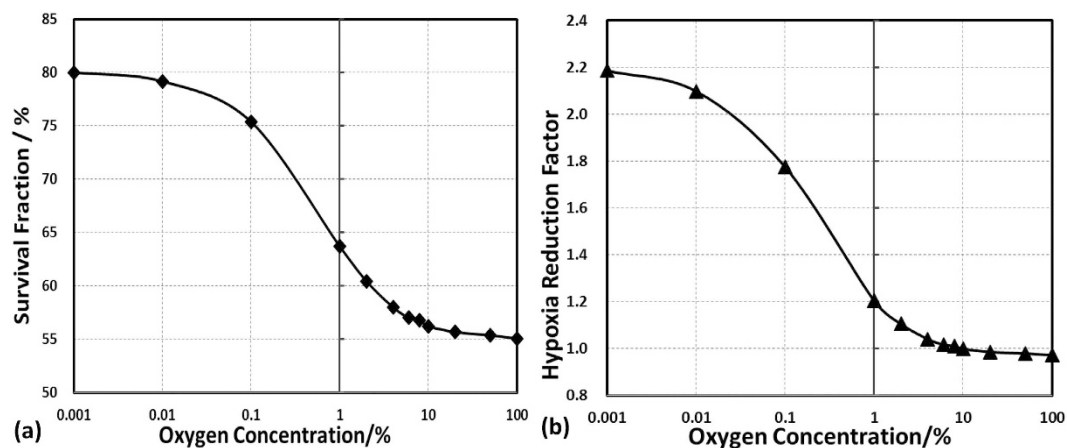 85
80
75
70
65
60
55
50
Survival Fraction / %
0.001 0.01 0.1 1 10 100
(a) Oxygen Concentration/%
2.4
2.2
2.0
1.8
1.6
1.4
1.2
1.0
0.8
Hypoxia Reduction Factor
0.001 0.01 0.1 1 10 100
(b) Oxygen Concentration/%